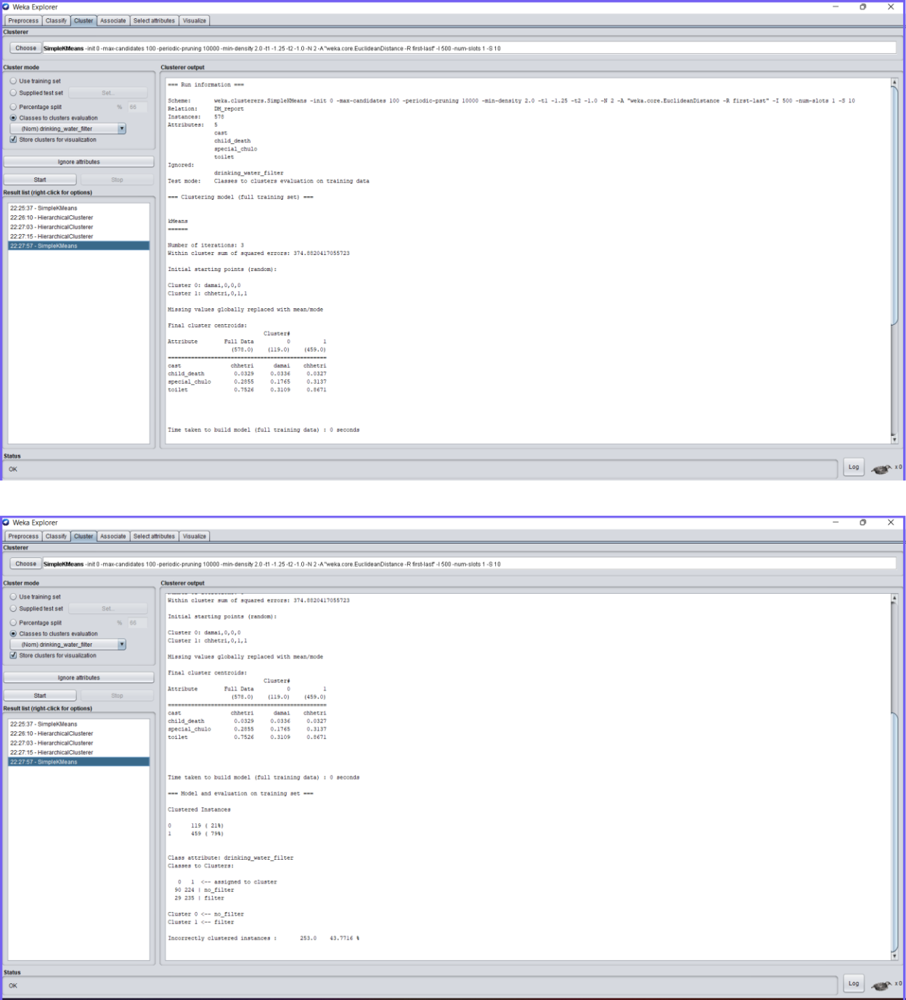 Weka Explorer
Preprocess Classify Cluster Associate Select attributes Visualize
Clusterer
Choose SimpleKMeans -init 0 -max-candidates 100 -periodic-pruning 10000 -min-density 2.0 -t1 -1.25 -t2 -1.0 -N 2 -A "weka.core.EuclideanDistance -R first-last" -I 500 -num-slots 1 -S 10
Cluster mode
Use training set
Supplied test set Set...
Percentage split % 66
Classes to clusters evaluation
(Nom) drinking_water_filter
Store clusters for visualization
Ignore attributes
Start Stop
Result list (right-click for options)
22:25:37 - SimpleKMeans
22:26:10 - HierarchicalClusterer
22:27:03 - HierarchicalClusterer
22:27:15 - HierarchicalClusterer
22:27:57 - SimpleKMeans
Clusterer output
=== Run information ===
Scheme: weka.clusterers.SimpleKMeans -init 0 -max-candidates 100 -periodic-pruning 10000 -min-density 2.0 -t1 -1.25 -t2 -1.0 -N 2 -A "weka.core.EuclideanDistance -R first-last" -I 500 -num-slots 1 -S 10
Relation: DM_report
Instances: 578
Attributes: 5
cast
child_death
special_chulo
toilet
Ignored:
drinking_water_filter
Test mode: Classes to clusters evaluation on training data
=== Clustering model (full training set) ===
kMeans
======
Number of iterations: 3
Within cluster sum of squared errors: 374.8820417055723
Initial starting points (random):
Cluster 0: damai,0,0,0
Cluster 1: chhetri,0,1,1
Missing values globally replaced with mean/mode
Final cluster centroids:
Cluster#
Attribute Full Data 0 1
(578.0) (119.0) (459.0)
================================================
cast chhetri damai chhetri
child_death 0.0329 0.0336 0.0327
special_chulo 0.2855 0.1765 0.3137
toilet 0.7526 0.3109 0.8671
Time taken to build model (full training data) : 0 seconds
Status
OK
Log x 0
Weka Explorer
Preprocess Classify Cluster Associate Select attributes Visualize
Clusterer
Choose SimpleKMeans -init 0 -max-candidates 100 -periodic-pruning 10000 -min-density 2.0 -t1 -1.25 -t2 -1.0 -N 2 -A "weka.core.EuclideanDistance -R first-last" -I 500 -num-slots 1 -S 10
Cluster mode
Use training set
Supplied test set Set...
Percentage split % 66
Classes to clusters evaluation
(Nom) drinking_water_filter
Store clusters for visualization
Ignore attributes
Start Stop
Result list (right-click for options)
22:25:37 - SimpleKMeans
22:26:10 - HierarchicalClusterer
22:27:03 - HierarchicalClusterer
22:27:15 - HierarchicalClusterer
22:27:57 - SimpleKMeans
Clusterer output
Within cluster sum of squared errors: 374.8820417055723
Initial starting points (random):
Cluster 0: damai,0,0,0
Cluster 1: chhetri,0,1,1
Missing values globally replaced with mean/mode
Final cluster centroids:
Cluster#
Attribute Full Data 0 1
(578.0) (119.0) (459.0)
================================================
cast chhetri damai chhetri
child_death 0.0329 0.0336 0.0327
special_chulo 0.2855 0.1765 0.3137
toilet 0.7526 0.3109 0.8671
Time taken to build model (full training data) : 0 seconds
=== Model and evaluation on training set ===
Clustered Instances
0 119 ( 21%)
1 459 ( 79%)
Class attribute: drinking_water_filter
Classes to Clusters:
0 1 <-- assigned to cluster
90 224 | no_filter
29 235 | filter
Cluster 0 <-- no_filter
Cluster 1 <-- filter
Incorrectly clustered instances : 253.0 43.7716 %
Status
OK
Log x 0